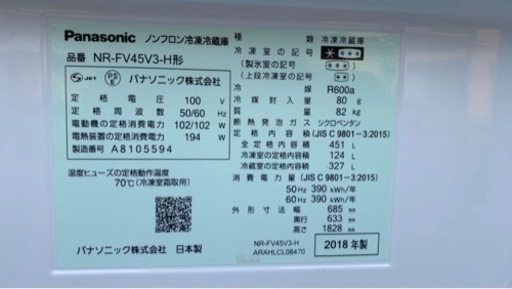 Panasonic ノンフロン冷凍冷蔵庫
品番 NR-FV45V3-H形
JET PSE パナソニック株式会社
定格電圧 100 V
定格周波数 50/60 Hz
電動機の定格消費電力 102/102 W
電熱装置の定格消費電力 194 W
製造番号 A8105594
温度ヒューズの定格動作温度
70℃(冷凍室霜取用)
パナソニック株式会社 日本製
種類 冷凍冷蔵庫
冷凍室の記号
(製氷室の記号)
(上段冷凍室の記号)
冷媒 R600a
冷媒封入量 80 g
断熱発泡ガス シクロペンタン 82 g
定格内容積 (JIS C 9801-3:2015)
全定格内容積 451 L
冷凍室の定格内容積 124 L
冷蔵室の定格内容積 327 L
消費電力量 (JIS C 9801-3:2015)
50Hz 390 kWh/年
60Hz 390 kWh/年
外形寸法 幅 685 mm
奥行 633 mm
高さ 1828 mm
NR-FV45V3-H
ARAHLCL08470
2018年製